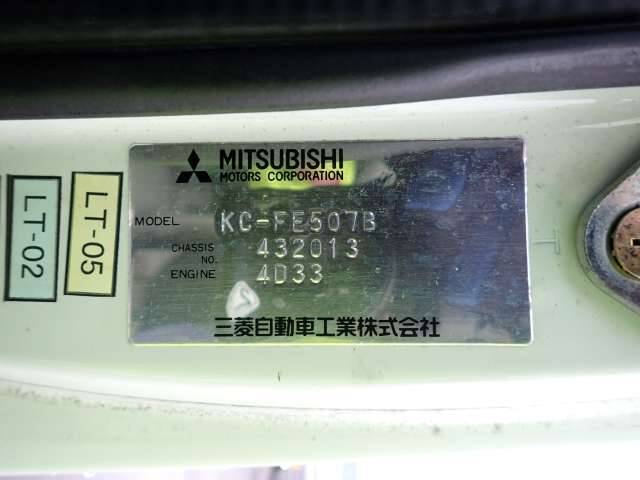 MITSUBISHI
MOTORS CORPORATION
MODEL KC-FE507B
CHASSIS NO. 432013
ENGINE 4D33
三菱自動車工業株式会社
LT-02
LT-05